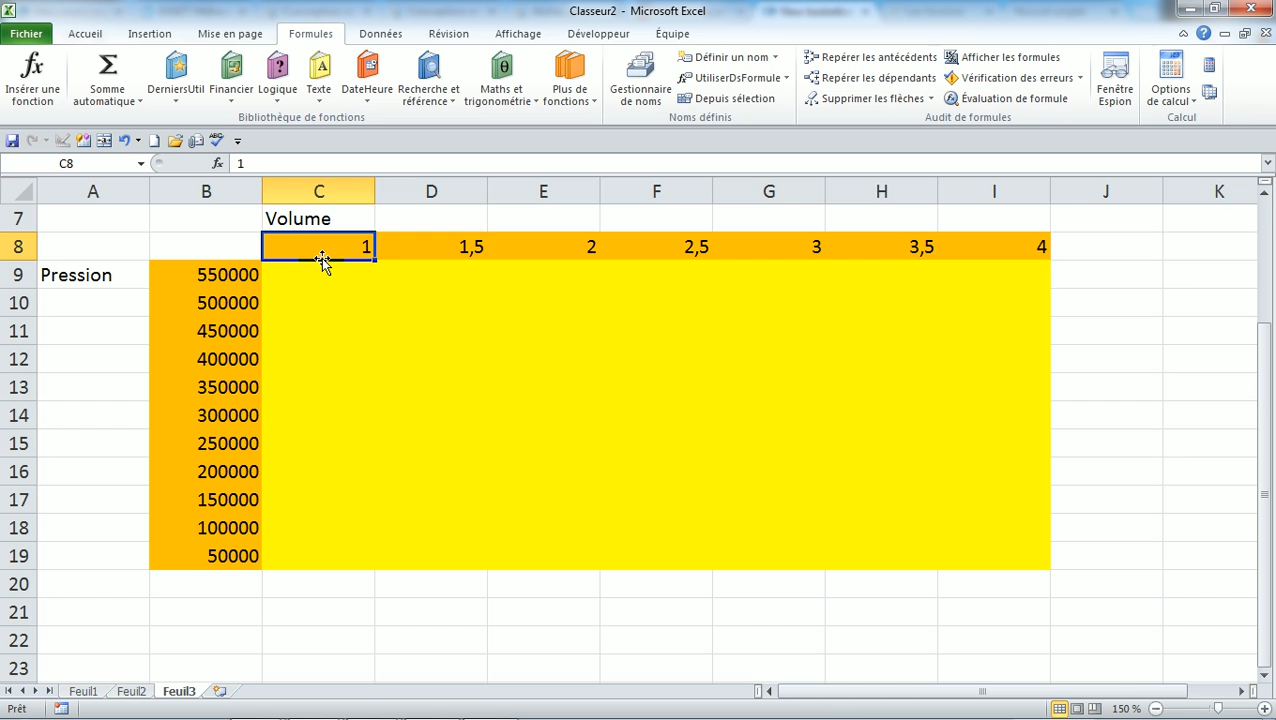 Classeur2 - Microsoft Excel
Fichier Accueil Insertion Mise en page Formules Données Révision Affichage Développeur Équipe
Insérer une fonction
Somme automatique
DerniersUtil
Financier
Logique
Texte
DateHeure
Recherche et référence
Maths et trigonométrie
Plus de fonctions
Bibliothèque de fonctions
Gestionnaire de noms
Définir un nom
UtiliserDsFormule
Depuis sélection
Noms définis
Repérer les antécédents
Repérer les dépendants
Supprimer les flèches
Afficher les formules
Vérification des erreurs
Évaluation de formule
Audit de formules
Fenêtre Espion
Options de calcul
Calcul
C8 fx 1
A B C D E F G H I J K
7 Volume
8 1 1,5 2 2,5 3 3,5 4
9 Pression 550000
10 500000
11 450000
12 400000
13 350000
14 300000
15 250000
16 200000
17 150000
18 100000
19 50000
20
21
22
23
Feuil1 Feuil2 Feuil3
Prêt 150 %